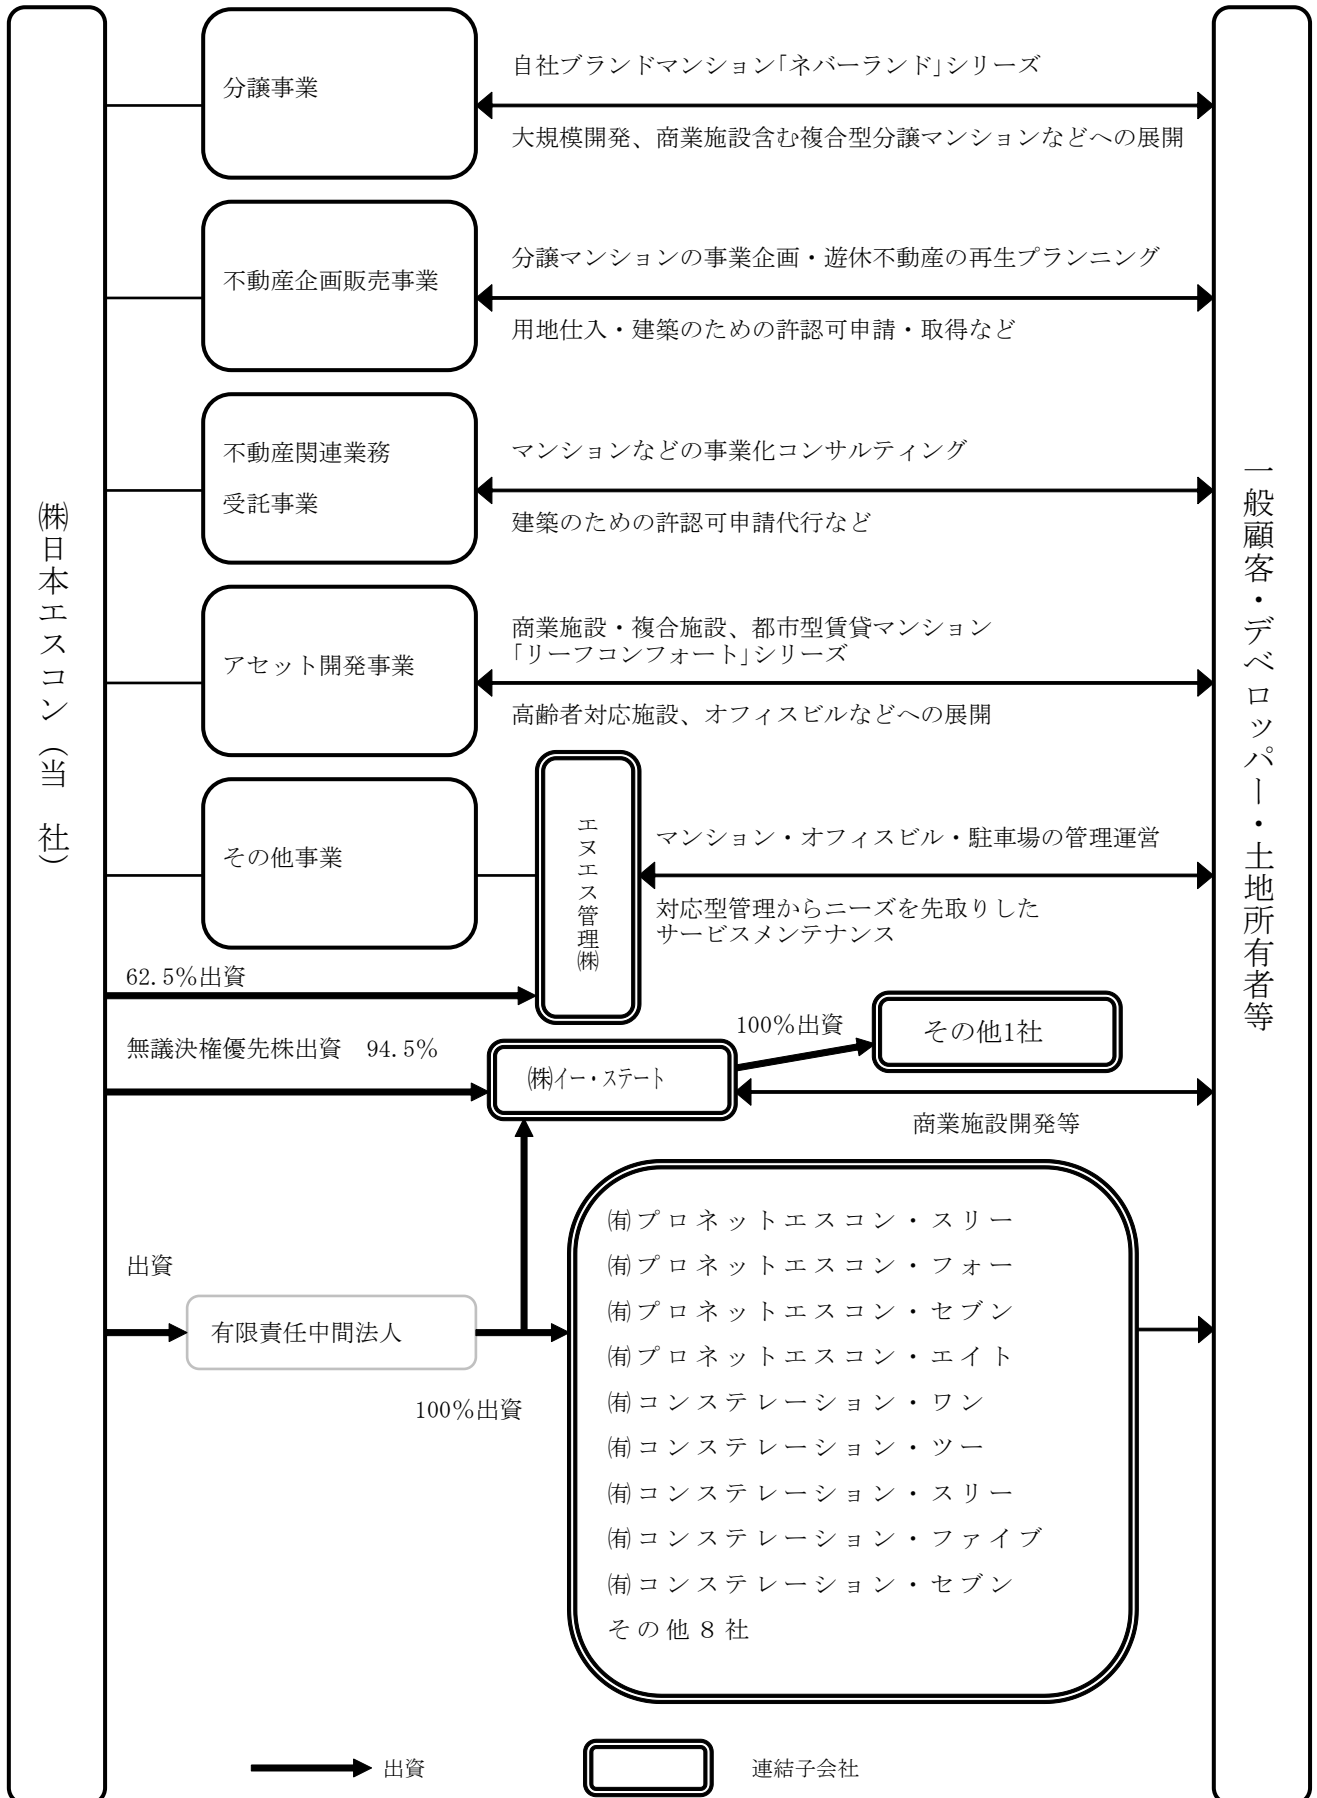 ㈱日本エスコン（当　社）
分譲事業
自社ブランドマンション「ネバーランド」シリーズ
大規模開発、商業施設含む複合型分譲マンションなどへの展開
不動産企画販売事業
分譲マンションの事業企画・遊休不動産の再生プランニング
用地仕入・建築のための許認可申請・取得など
不動産関連業務
受託事業
マンションなどの事業化コンサルティング
建築のための許認可申請代行など
アセット開発事業
商業施設・複合施設、都市型賃貸マンション
「リーフコンフォート」シリーズ
高齢者対応施設、オフィスビルなどへの展開
その他事業
エヌエス管理㈱
マンション・オフィスビル・駐車場の管理運営
対応型管理からニーズを先取りした
サービスメンテナンス
62.5％出資
無議決権優先株出資　94.5％
㈱イー・ステート
100％出資
その他1社
商業施設開発等
出資
有限責任中間法人
100％出資
㈲プロネットエスコン・スリー
㈲プロネットエスコン・フォー
㈲プロネットエスコン・セブン
㈲プロネットエスコン・エイト
㈲コンステレーション・ワン
㈲コンステレーション・ツー
㈲コンステレーション・スリー
㈲コンステレーション・ファイブ
㈲コンステレーション・セブン
その他８社
一般顧客・デベロッパー・土地所有者等
出資
連結子会社